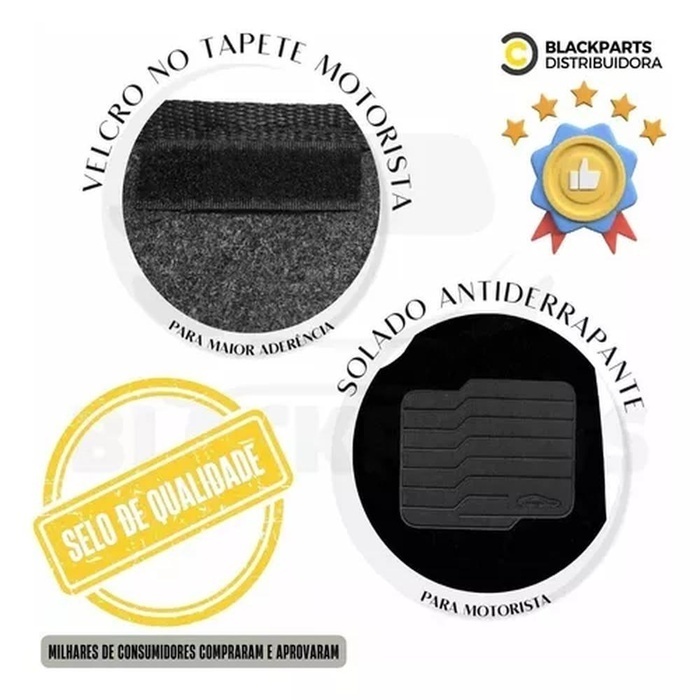 VELCRO NO TAPETE MOTORISTA
PARA MAIOR ADERÊNCIA
BLACKPARTS
DISTRIBUIDORA
SOLADO ANTIDERRAPANTE
PARA MOTORISTA
SELO DE QUALIDADE
MILHARES DE CONSUMIDORES COMPRARAM E APROVARAM
BLACKPARTS